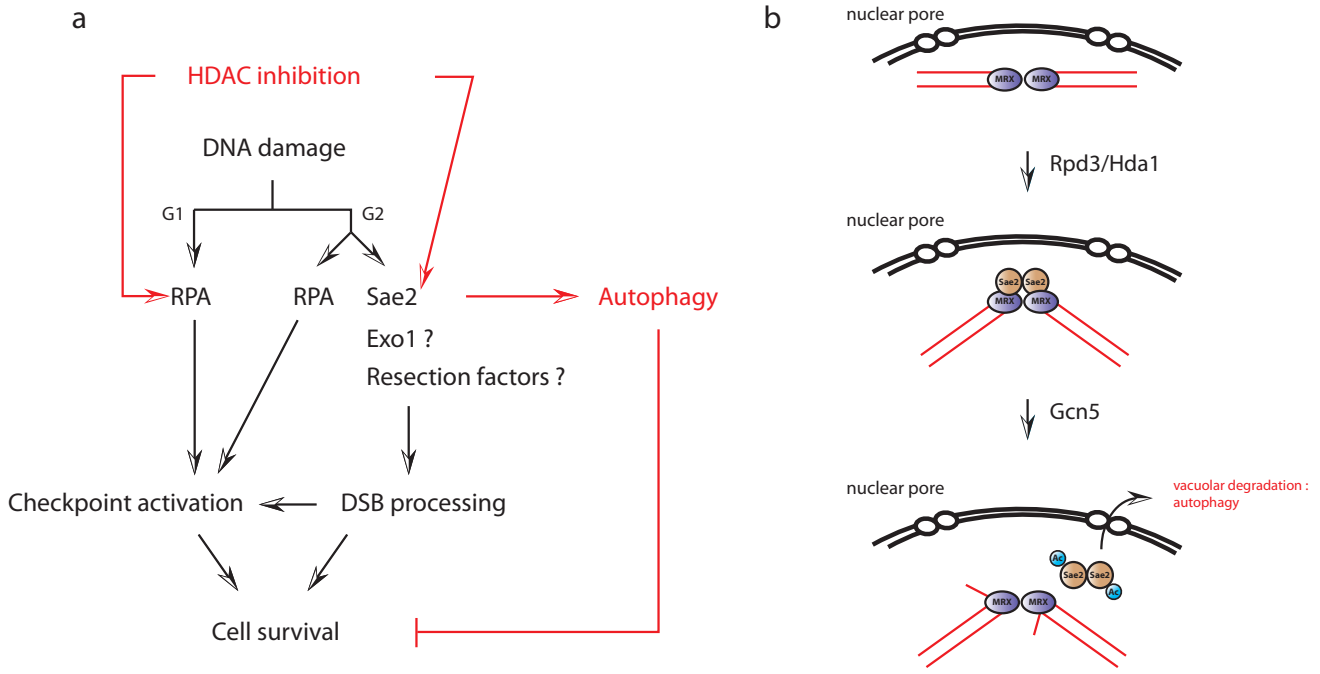 a
HDAC inhibition
DNA damage
G1
G2
RPA
RPA
Sae2
Autophagy
Exo1 ?
Resection factors ?
Checkpoint activation
DSB processing
Cell survival
b
nuclear pore
MRX
MRX
Rpd3/Hda1
nuclear pore
Sae2
Sae2
MRX
MRX
Gcn5
nuclear pore
vacuolar degradation :
autophagy
Ac
Sae2
Sae2
Ac
MRX
MRX